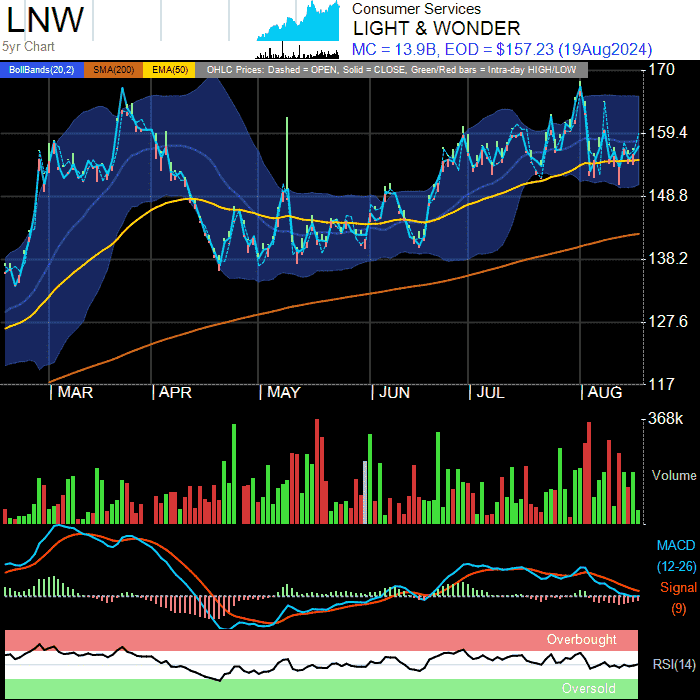 LNW
5yr Chart
Consumer Services
LIGHT & WONDER
MC = 13.9B, EOD = $157.23 (19Aug2024)
BollBands(20,2) SMA(200) EMA(50) OHLC Prices: Dashed = OPEN, Solid = CLOSE, Green/Red bars = Intra-day HIGH/LOW
170
159.4
148.8
138.2
127.6
117
MAR APR MAY JUN JUL AUG
368k
Volume
MACD
(12-26)
Signal
(9)
Overbought
RSI(14)
Oversold